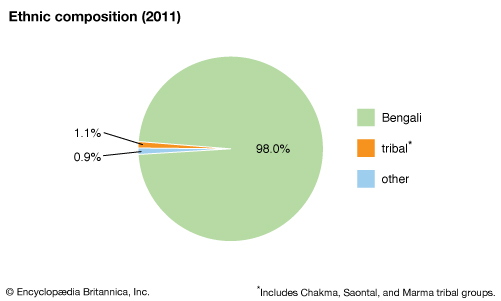 Ethnic composition (2011)
1.1%
0.9%
98.0%
Bengali
tribal*
other
© Encyclopædia Britannica, Inc.
*Includes Chakma, Saontal, and Marma tribal groups.